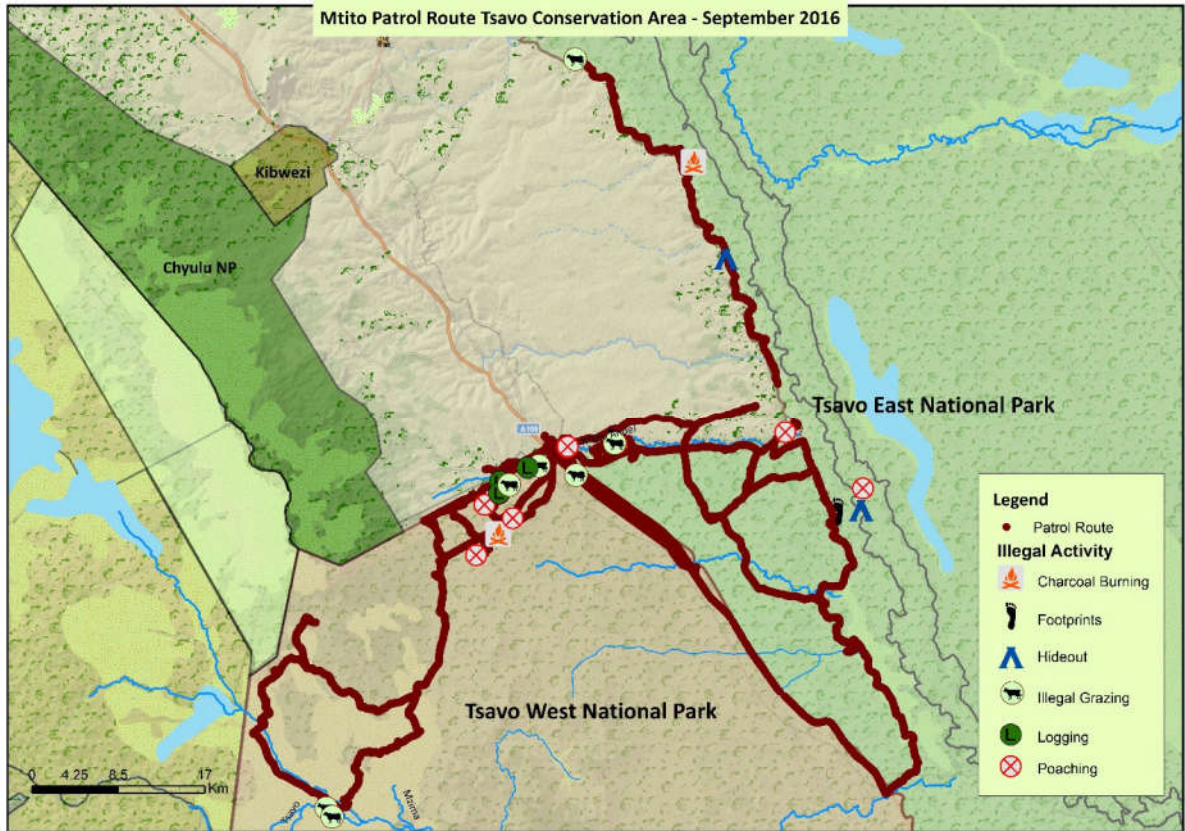 Mtito Patrol Route Tsavo Conservation Area - September 2016
Kibwezi
Chyulu NP
Tsavo East National Park
A109
Tsavo West National Park
Legend
Patrol Route
Illegal Activity
Charcoal Burning
Footprints
Hideout
Illegal Grazing
L Logging
Poaching
0 4.25 8.5 17
Km
Tsavo
Mzima
L
L